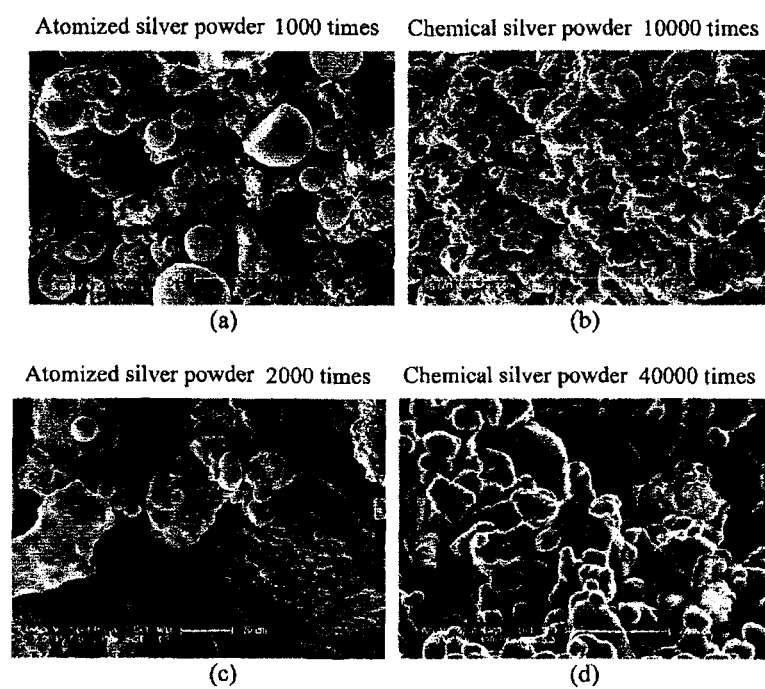 Atomized silver powder 1000 times
Chemical silver powder 10000 times
(a)
(b)
Atomized silver powder 2000 times
Chemical silver powder 40000 times
(c)
(d)